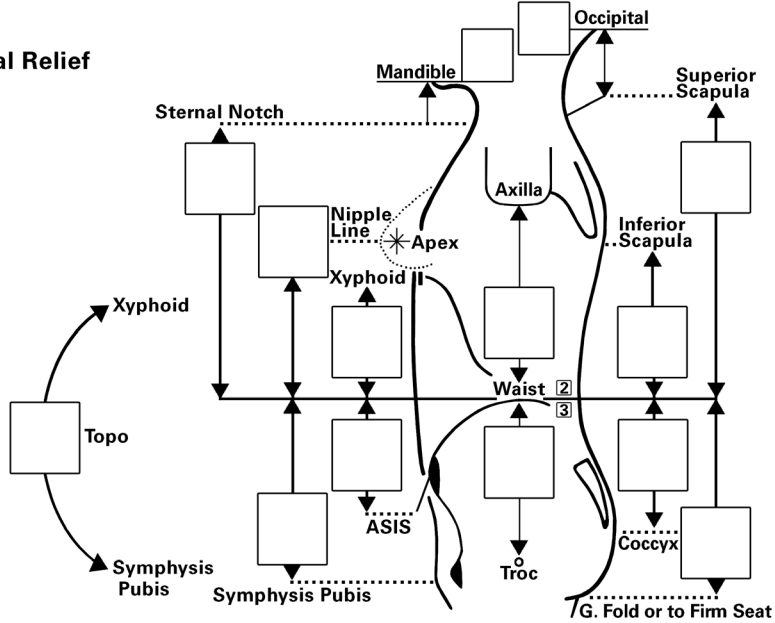 al Relief
Occipital
Mandible
Superior
Scapula
Sternal Notch
Axilla
Nipple
Line
Apex
Inferior
Scapula
Xyphoid
Xyphoid
Waist 2
3
Topo
ASIS
Coccyx
Troc
Symphysis
Pubis
Symphysis Pubis
G. Fold or to Firm Seat